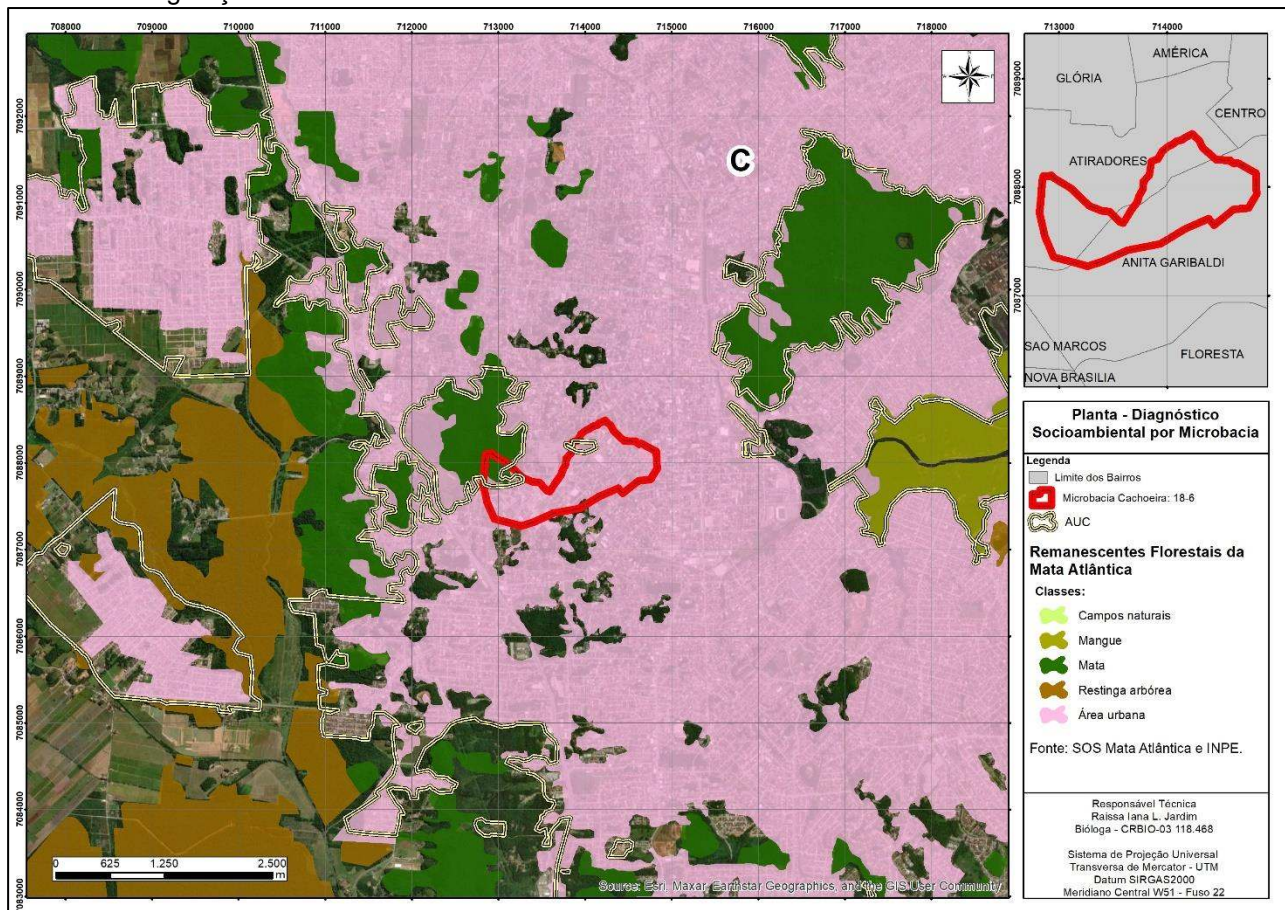 708000 709000 710000 711000 712000 713000 714000 715000 716000 717000 718000
7092000
7091000
7090000
7089000
7088000
7087000
7086000
7085000
7084000
7083000
C
0 625 1.250 2.500
m
Source: Esri, Maxar, Earthstar Geographics, and the GIS User Community
713000 714000
7089000
7088000
7087000
AMÉRICA
GLÓRIA
CENTRO
ATIRADORES
ANITA GARIBALDI
SAO MARCOS
FLORESTA
NOVA BRASILIA
Planta - Diagnóstico
Socioambiental por Microbacia
Legenda
Limite dos Bairros
Microbacia Cachoeira: 18-6
AUC
Remanescentes Florestais da
Mata Atlântica
Classes:
Campos naturais
Mangue
Mata
Restinga arbórea
Área urbana
Fonte: SOS Mata Atlântica e INPE.
Responsável Técnica
Raissa Iana L. Jardim
Bióloga - CRBIO-03 118.468
Sistema de Projeção Universal
Transversa de Mercator - UTM
Datum SIRGAS2000
Meridiano Central W51 - Fuso 22